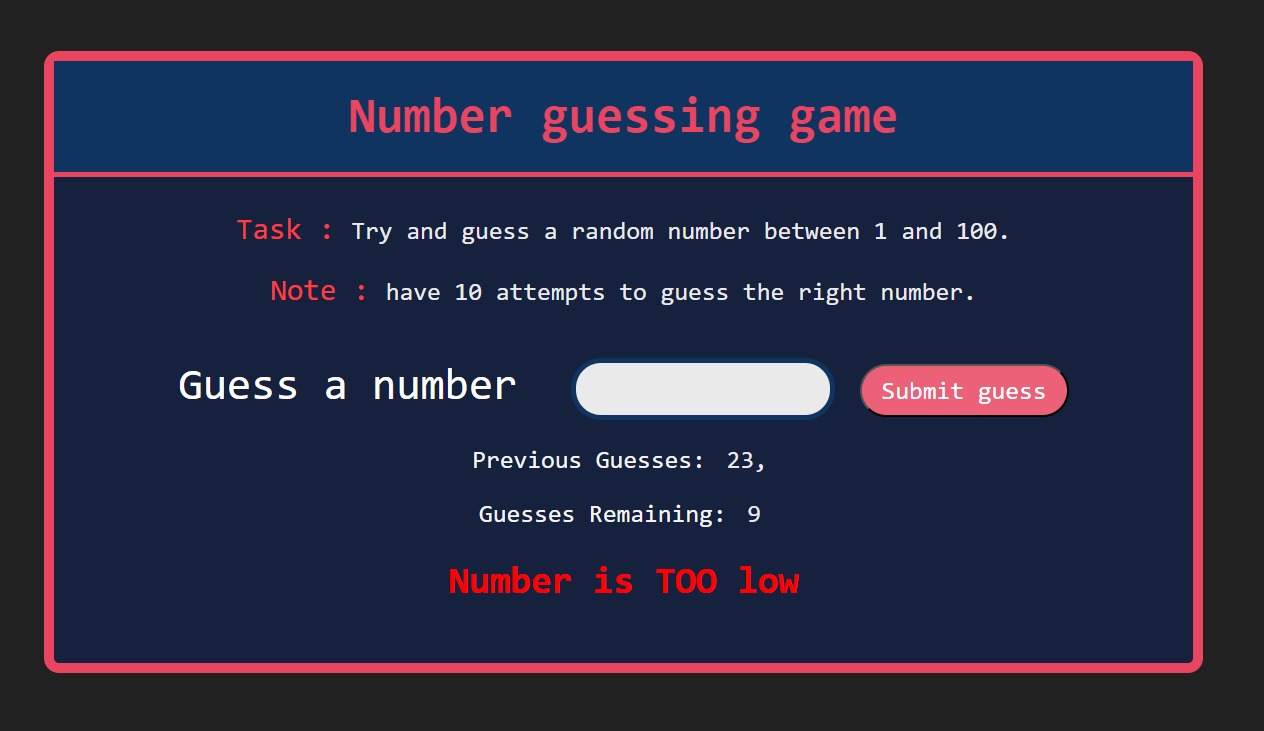 Number guessing game
Task : Try and guess a random number between 1 and 100.
Note : have 10 attempts to guess the right number.
Guess a number Submit guess
Previous Guesses: 23,
Guesses Remaining: 9
Number is TOO low